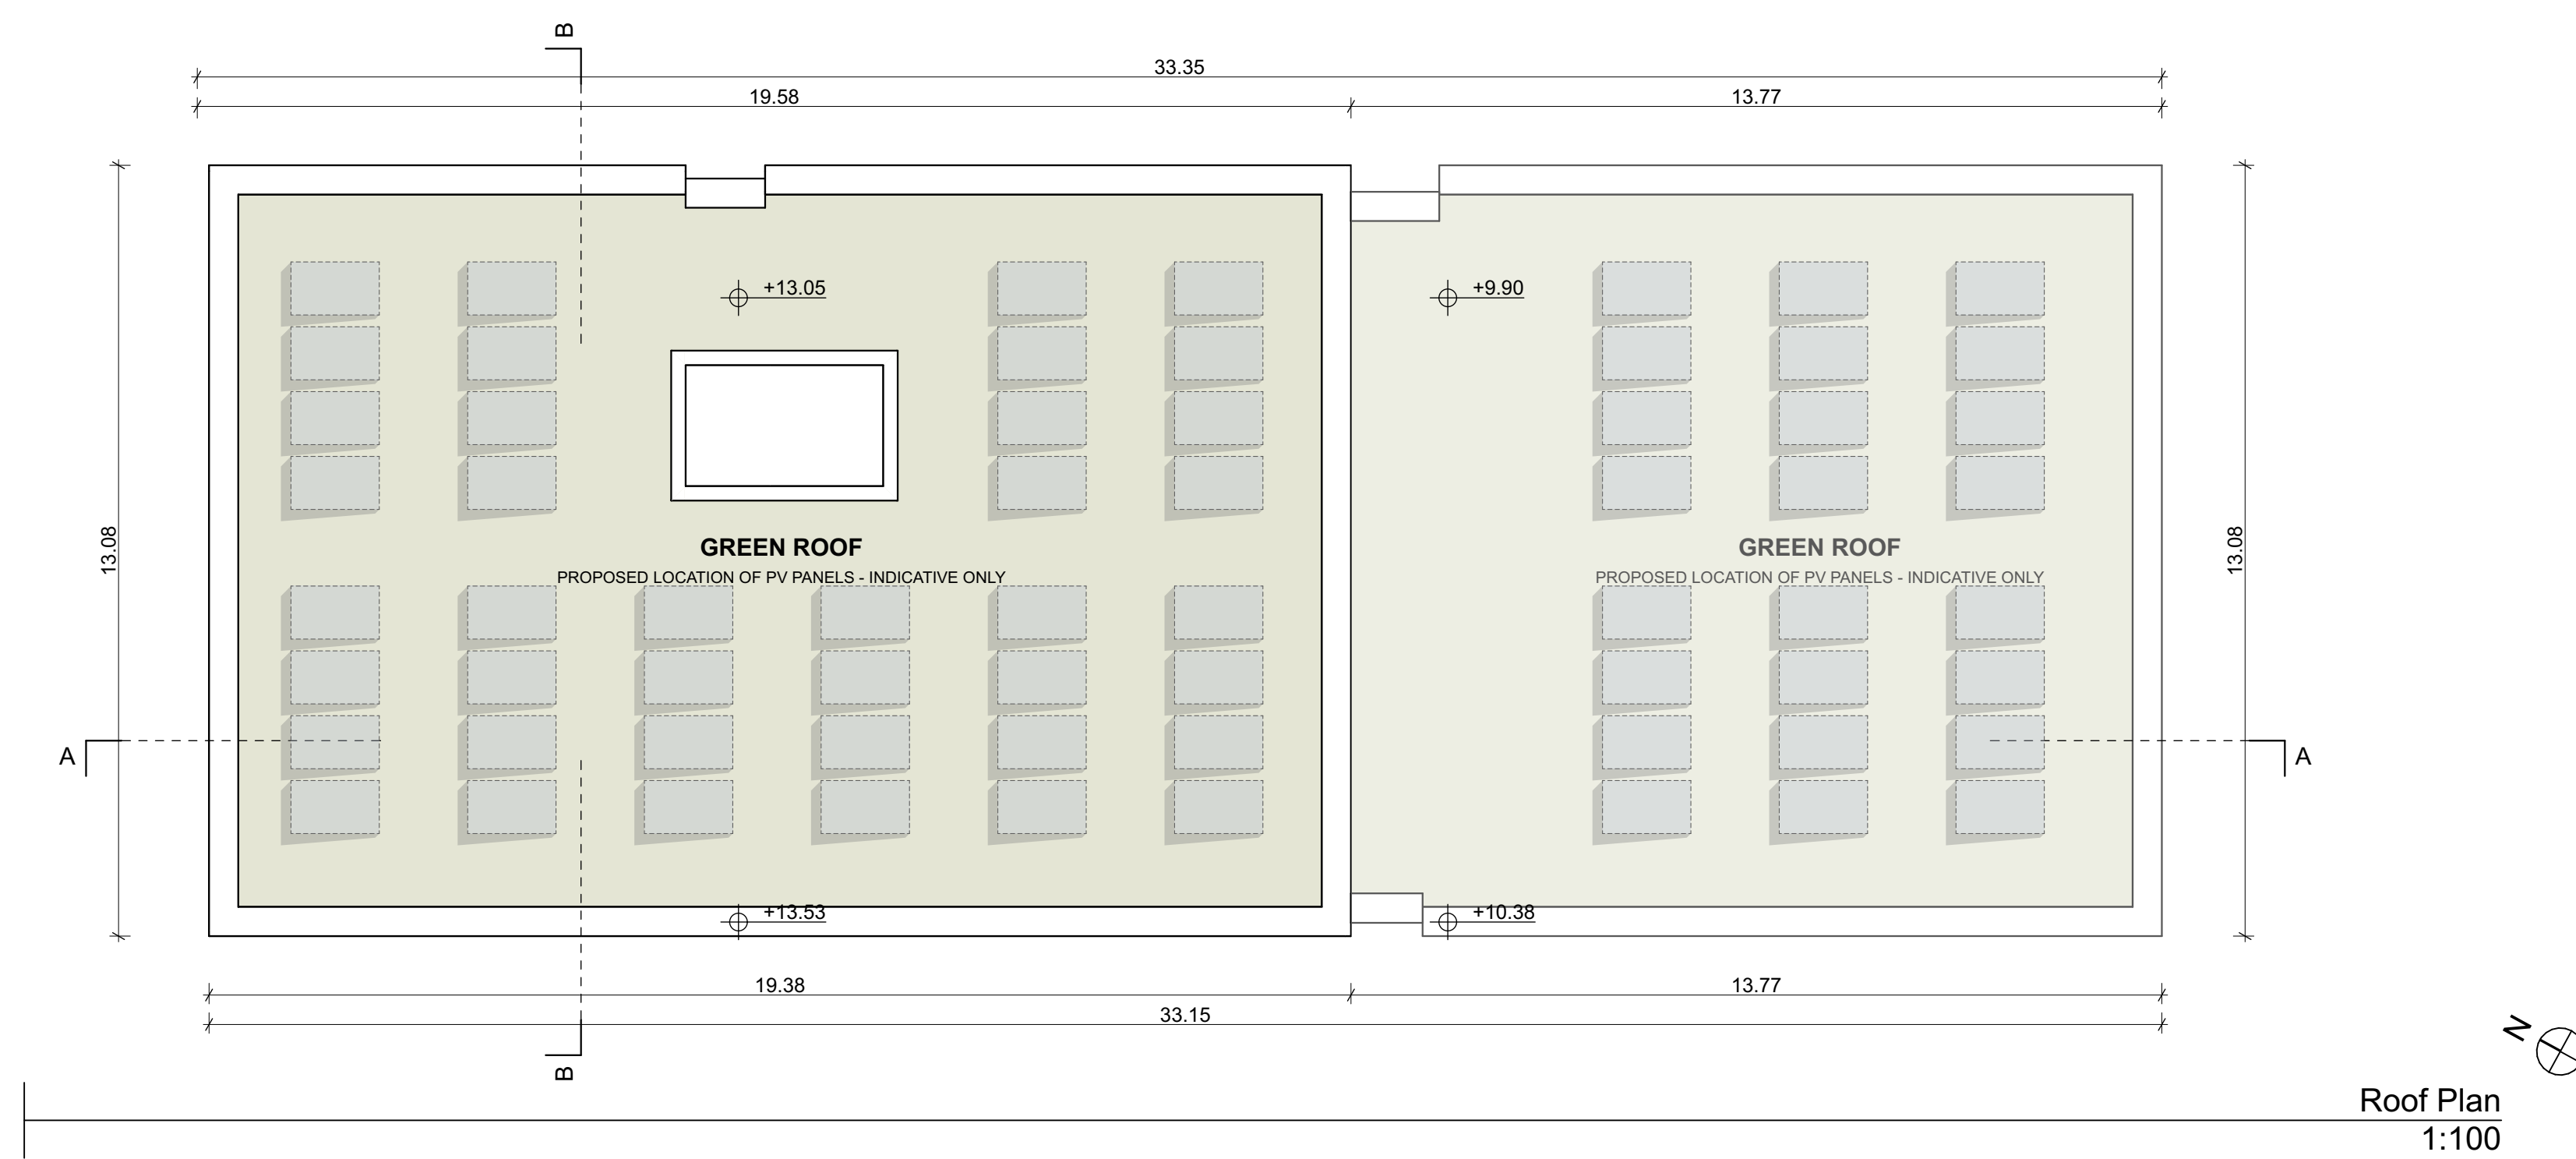 B
33.35
19.58 13.77
+13.05 +9.90
13.08 13.08
GREEN ROOF GREEN ROOF
PROPOSED LOCATION OF PV PANELS - INDICATIVE ONLY PROPOSED LOCATION OF PV PANELS - INDICATIVE ONLY
A A
+13.53 +10.38
19.38 13.77
33.15
N
B
Roof Plan
1:100